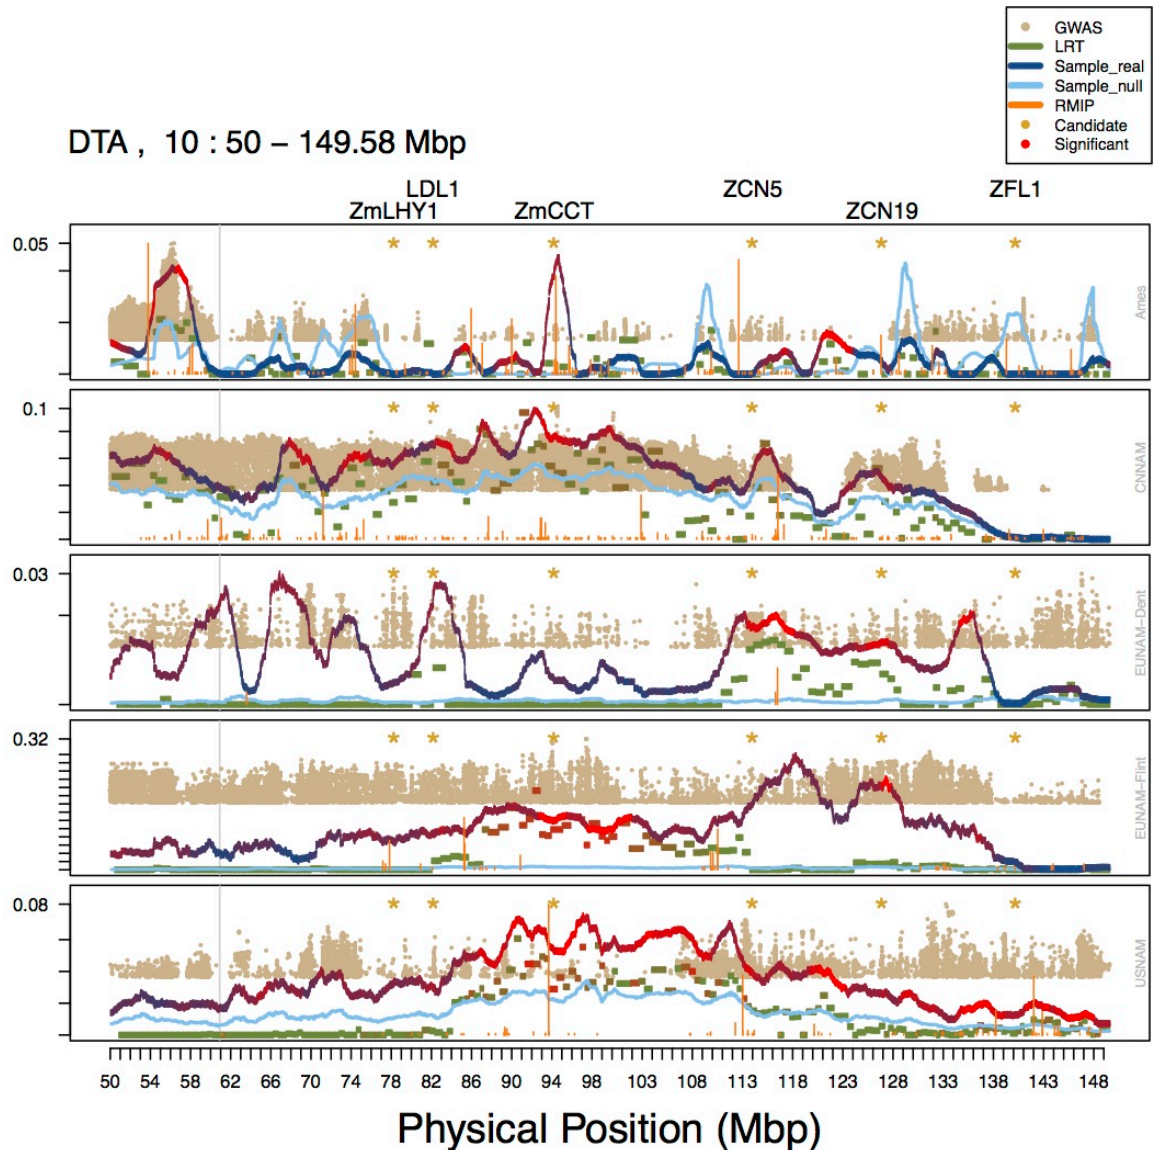 GWAS
LRT
Sample_real
Sample_null
RMIP
Candidate
Significant
DTA , 10 : 50 – 149.58 Mbp
LDL1 ZCN5 ZFL1
ZmLHY1 ZmCCT ZCN19
0.05
Ames
0.1
CNNAM
0.03
EUNAM–Dent
0.32
EUNAM–Flint
0.08
USNAM
50 54 58 62 66 70 74 78 82 86 90 94 98 103 108 113 118 123 128 133 138 143 148
Physical Position (Mbp)